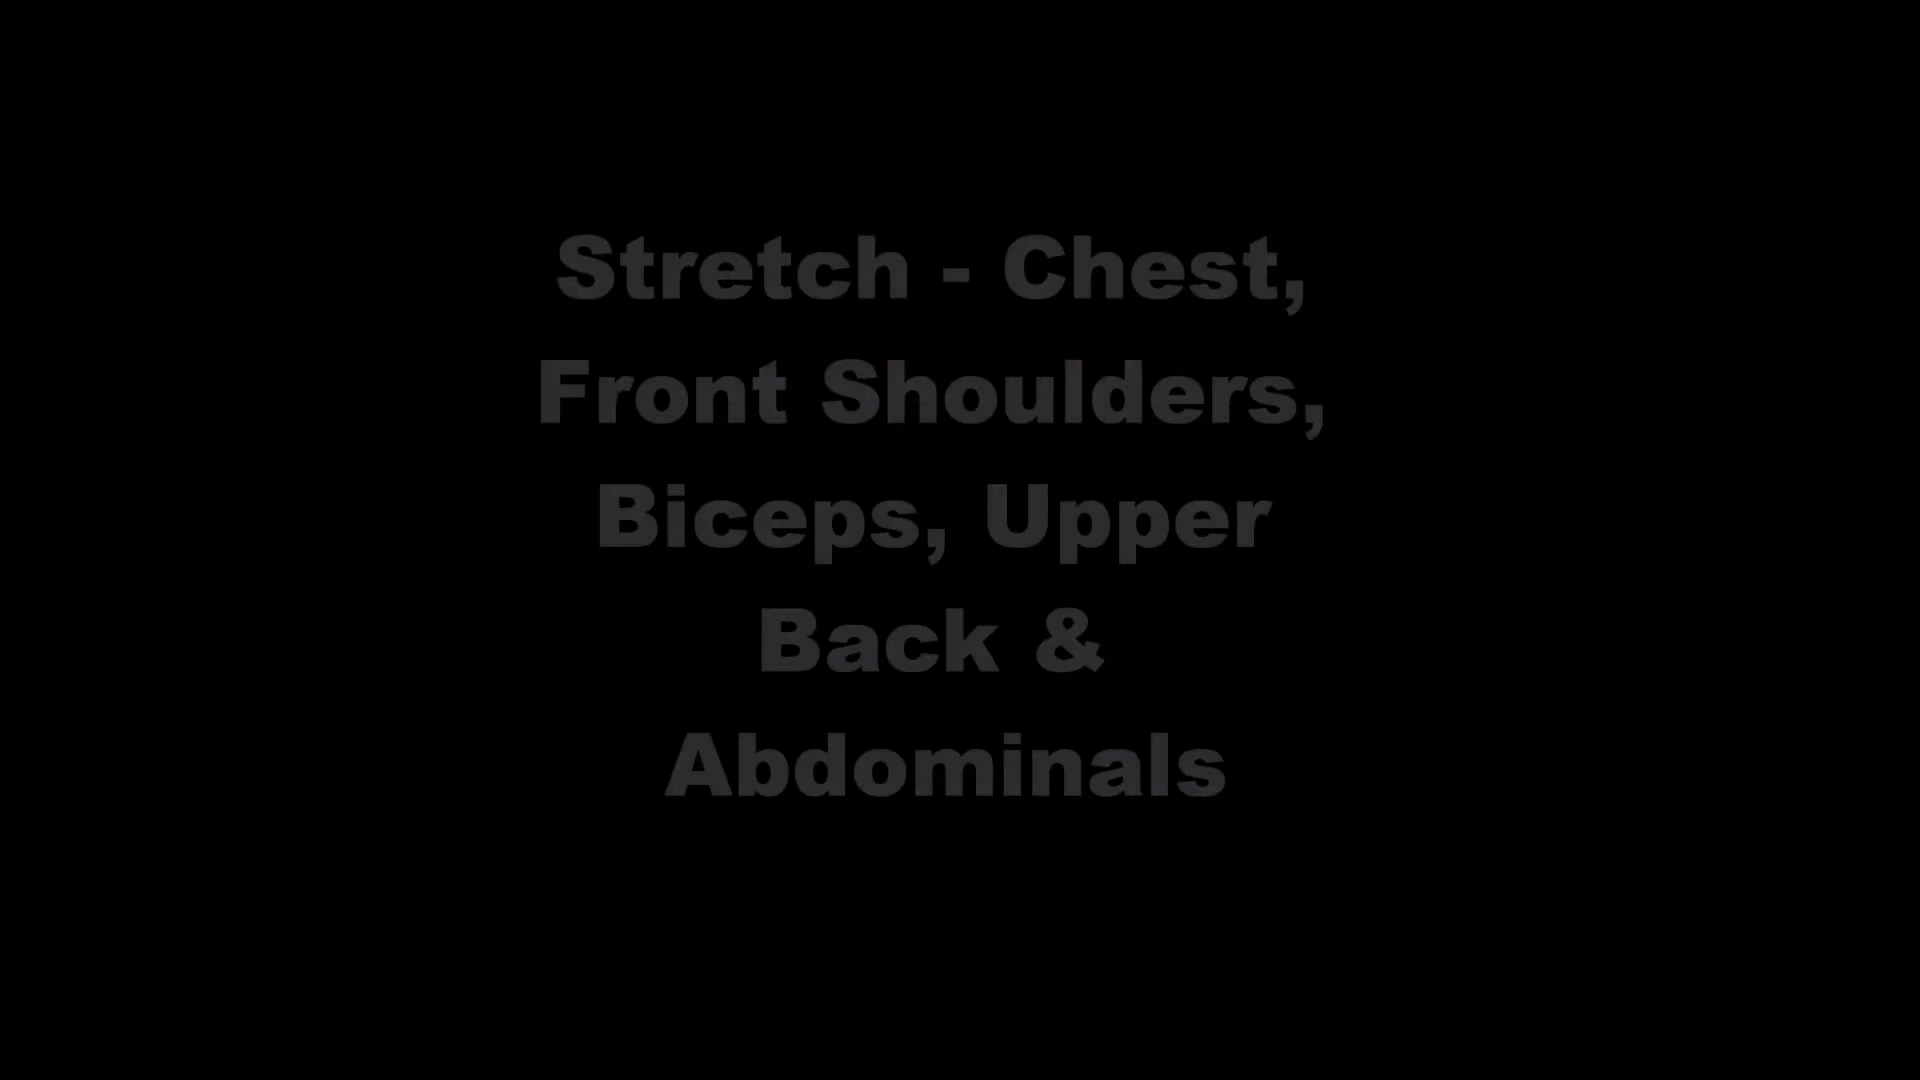 Stretch - Chest,
Front Shoulders,
Biceps, Upper
Back &
Abdominals